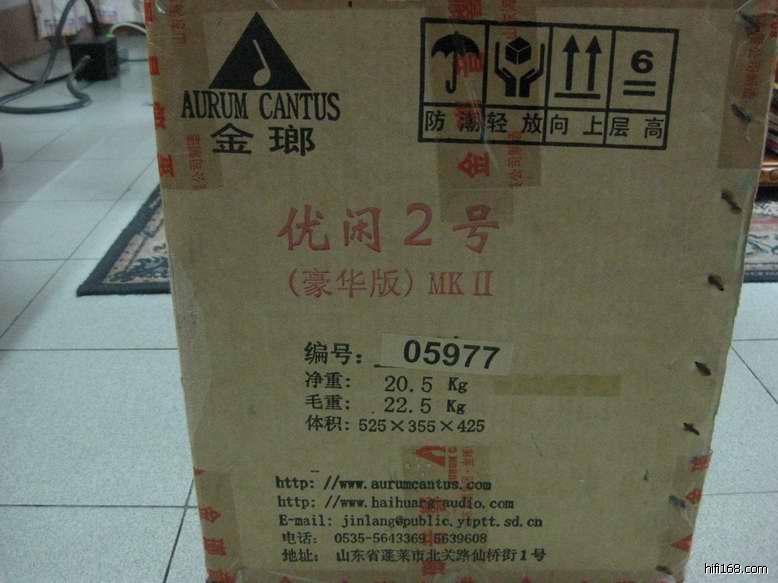 AURUM CANTUS
金瑯
6
防潮 轻放 向上 层高
优闲2号
(豪华版) MKII
编号: 05977
净重: 20.5 Kg
毛重: 22.5 Kg
体积: 525×355×425
http: //www.aurumcantus.com
http: //www.haihuang-audio.com
E-mail: jinlang@public.ytptt.sd.cn
电话: 0535-5643369 5639608
地址: 山东省蓬莱市北关路仙桥街1号
hifi168.com